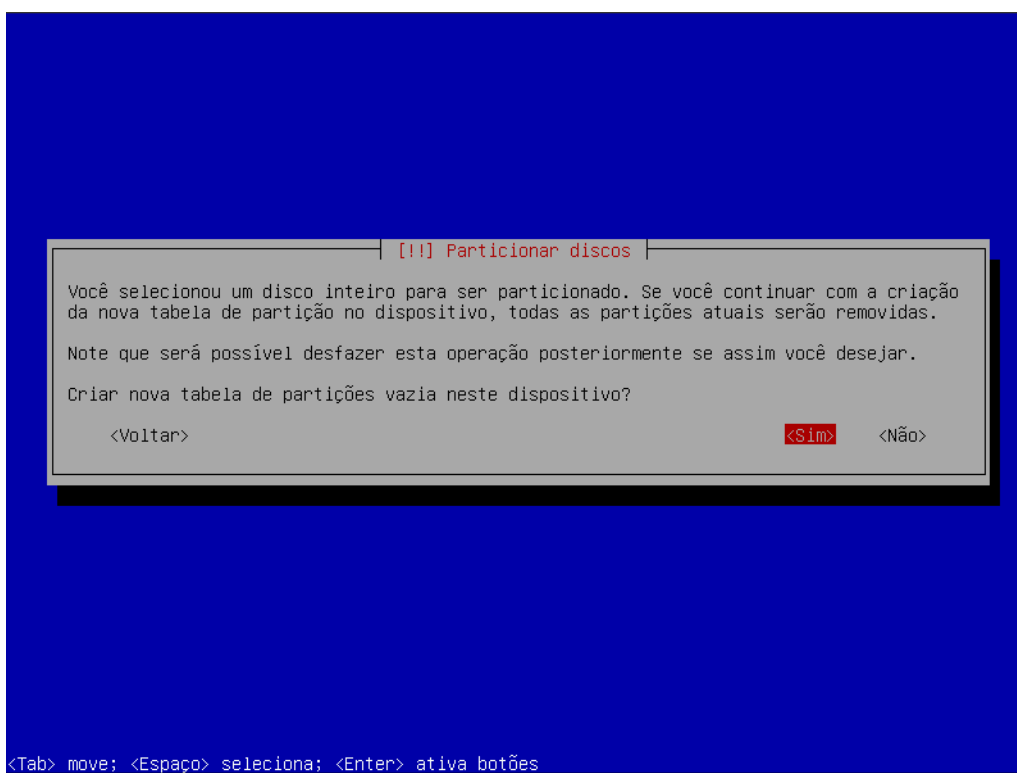 [!!] Particionar discos
Você selecionou um disco inteiro para ser particionado. Se você continuar com a criação
da nova tabela de partição no dispositivo, todas as partições atuais serão removidas.
Note que será possível desfazer esta operação posteriormente se assim você desejar.
Criar nova tabela de partições vazia neste dispositivo?
<Voltar> <Sim> <Não>
<Tab> move; <Espaço> seleciona; <Enter> ativa botões